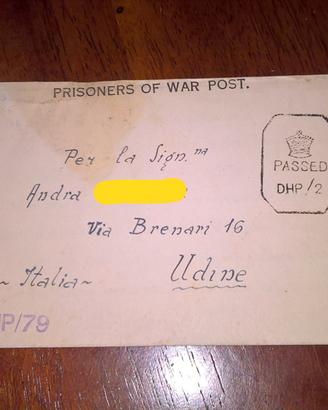 PRISONERS OF WAR POST.
PASSED
DHP/2
Per la Sign.na
Andra
Via Brenari 16
~ Italia ~
Udine
P/79